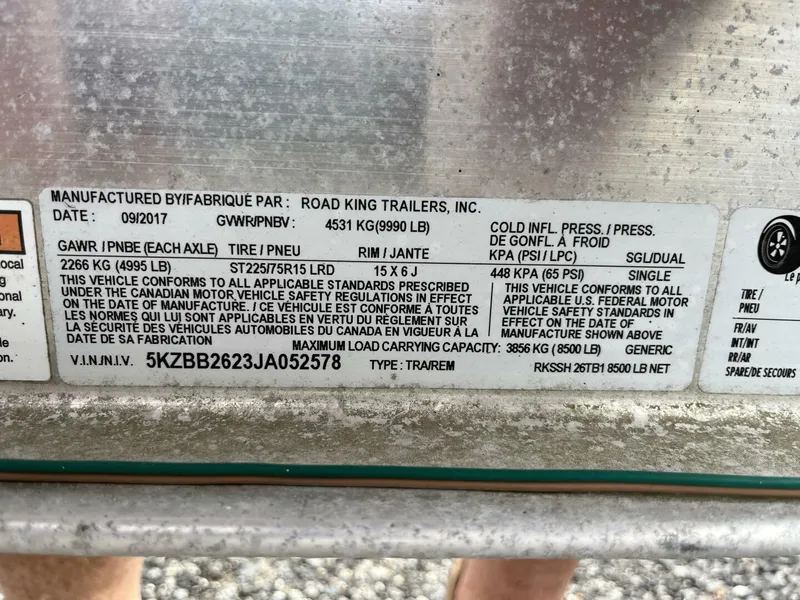 MANUFACTURED BY/FABRIQUÉ PAR : ROAD KING TRAILERS, INC.
DATE : 09/2017 GVWR/PNBV : 4531 KG(9990 LB)
COLD INFL. PRESS. / PRESS.
DE GONFL. À FROID
GAWR / PNBE (EACH AXLE) TIRE / PNEU RIM / JANTE KPA (PSI / LPC) SGL/DUAL
2266 KG (4995 LB) ST225/75R15 LRD 15 X 6 J 448 KPA (65 PSI) SINGLE
THIS VEHICLE CONFORMS TO ALL APPLICABLE STANDARDS PRESCRIBED
UNDER THE CANADIAN MOTOR VEHICLE SAFETY REGULATIONS IN EFFECT
ON THE DATE OF MANUFACTURE. / CE VÉHICULE EST CONFORME À TOUTES
LES NORMES QUI LUI SONT APPLICABLES EN VERTU DU RÈGLEMENT SUR
LA SÉCURITÉ DES VÉHICULES AUTOMOBILES DU CANADA EN VIGUEUR À LA
DATE DE SA FABRICATION
THIS VEHICLE CONFORMS TO ALL
APPLICABLE U.S. FEDERAL MOTOR
VEHICLE SAFETY STANDARDS IN
EFFECT ON THE DATE OF
MANUFACTURE SHOWN ABOVE
MAXIMUM LOAD CARRYING CAPACITY: 3856 KG ( 8500 LB) GENERIC
V.I.N./N.I.V. 5KZBB2623JA052578 TYPE : TRA/REM RKSSH 26TB1 8500 LB NET
TIRE /
PNEU
FR/AV
INT/INT
RR/AR
SPARE/DE SECOURS